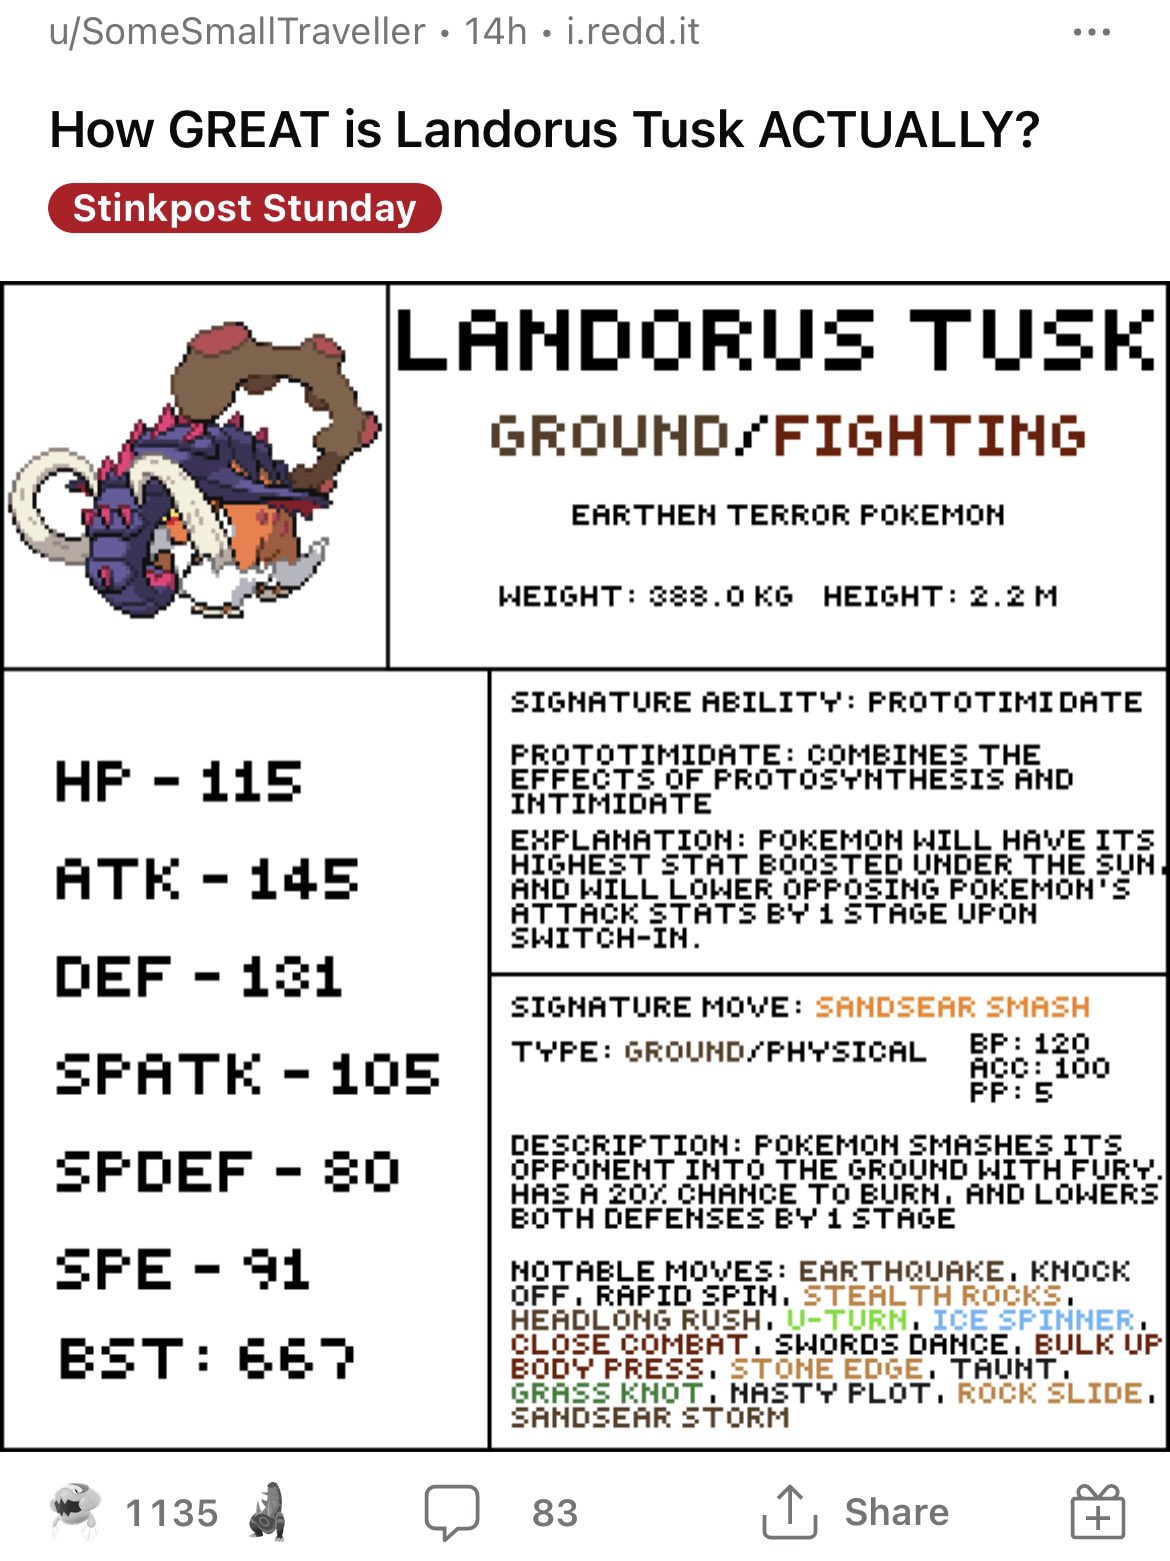 u/SomeSmallTraveller • 14h • i.redd.it
How GREAT is Landorus Tusk ACTUALLY?
Stinkpost Stunday
LANDORUS TUSK
GROUND/FIGHTING
EARTHEN TERROR POKEMON
WEIGHT: 388.0 KG HEIGHT: 2.2 M
HP - 115
ATK - 145
DEF - 131
SPATK - 105
SPDEF - 80
SPE - 91
BST: 667
SIGNATURE ABILITY: PROTOTIMIDATE
PROTOTIMIDATE: COMBINES THE
EFFECTS OF PROTOSYNTHESIS AND
INTIMIDATE
EXPLANATION: POKEMON WILL HAVE ITS
HIGHEST STAT BOOSTED UNDER THE SUN,
AND WILL LOWER OPPOSING POKEMON'S
ATTACK STATS BY 1 STAGE UPON
SWITCH-IN.
SIGNATURE MOVE: SANDSEAR SMASH
TYPE: GROUND/PHYSICAL
BP: 120
ACC: 100
PP: 5
DESCRIPTION: POKEMON SMASHES ITS
OPPONENT INTO THE GROUND WITH FURY.
HAS A 20% CHANCE TO BURN, AND LOWERS
BOTH DEFENSES BY 1 STAGE
NOTABLE MOVES: EARTHQUAKE, KNOCK
OFF, RAPID SPIN, STEALTH ROCKS,
HEADLONG RUSH, U-TURN, ICE SPINNER,
CLOSE COMBAT, SWORDS DANCE, BULK UP
BODY PRESS, STONE EDGE, TAUNT,
GRASS KNOT, NASTY PLOT, ROCK SLIDE,
SANDSEAR STORM
1135
83
Share